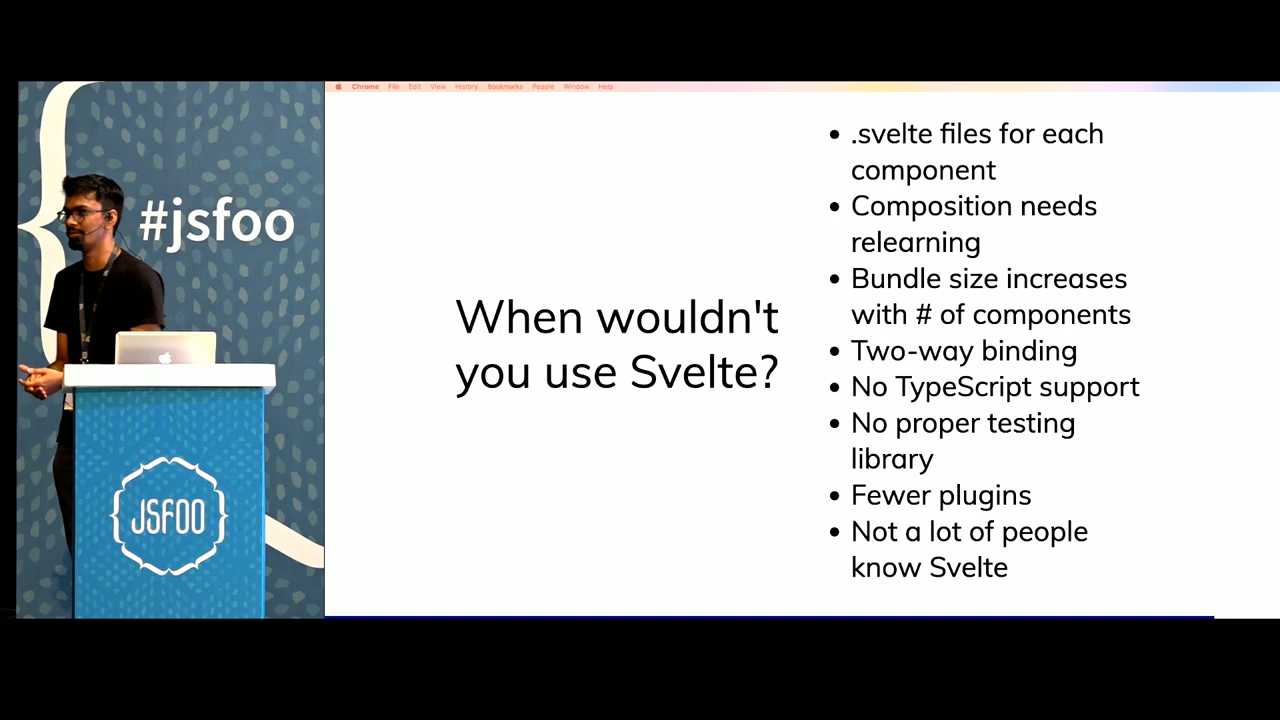 Chrome File Edit View History Bookmarks People Window Help
#jsfoo
JSFOO
When wouldn't
you use Svelte?
• .svelte files for each
component
• Composition needs
relearning
• Bundle size increases
with # of components
• Two-way binding
• No TypeScript support
• No proper testing
library
• Fewer plugins
• Not a lot of people
know Svelte